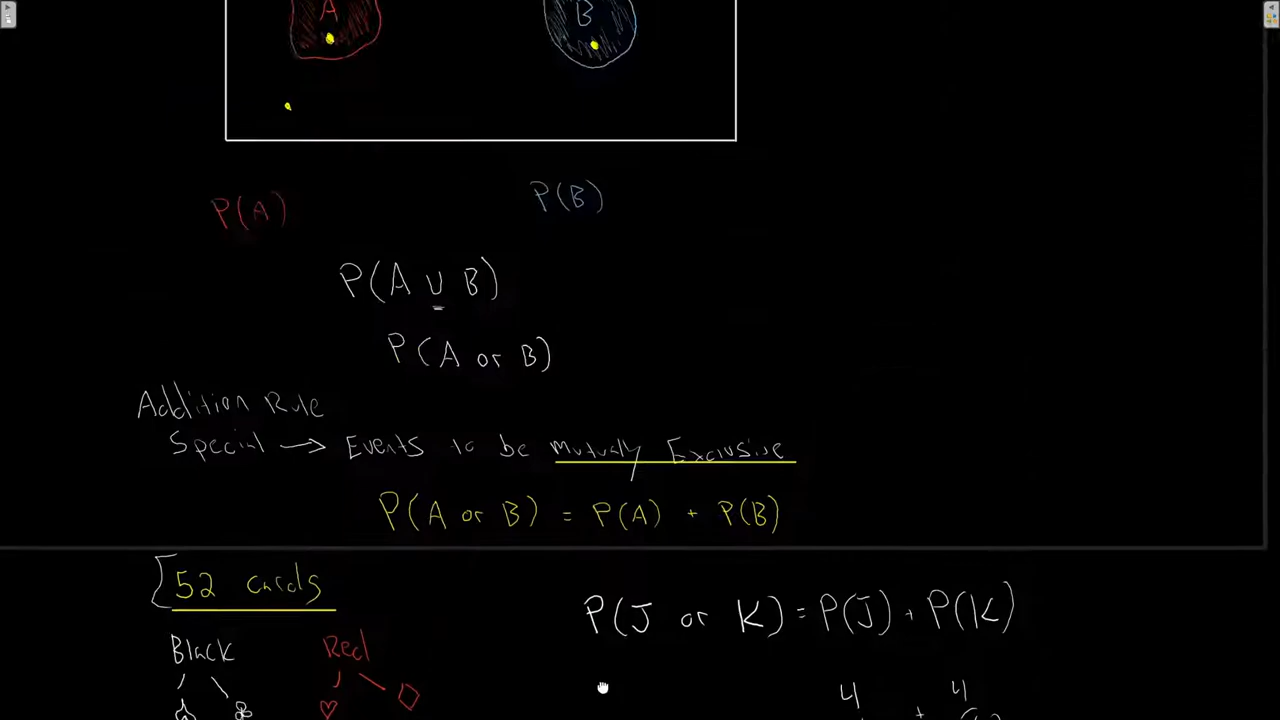 A B
P(A) P(B)
P(A ∪ B)
P(A or B)
Addition Rule
Special → Events to be Mutually Exclusive
P(A or B) = P(A) + P(B)
52 cards
P(J or K) = P(J) + P(K)
Black Red
4 4
+